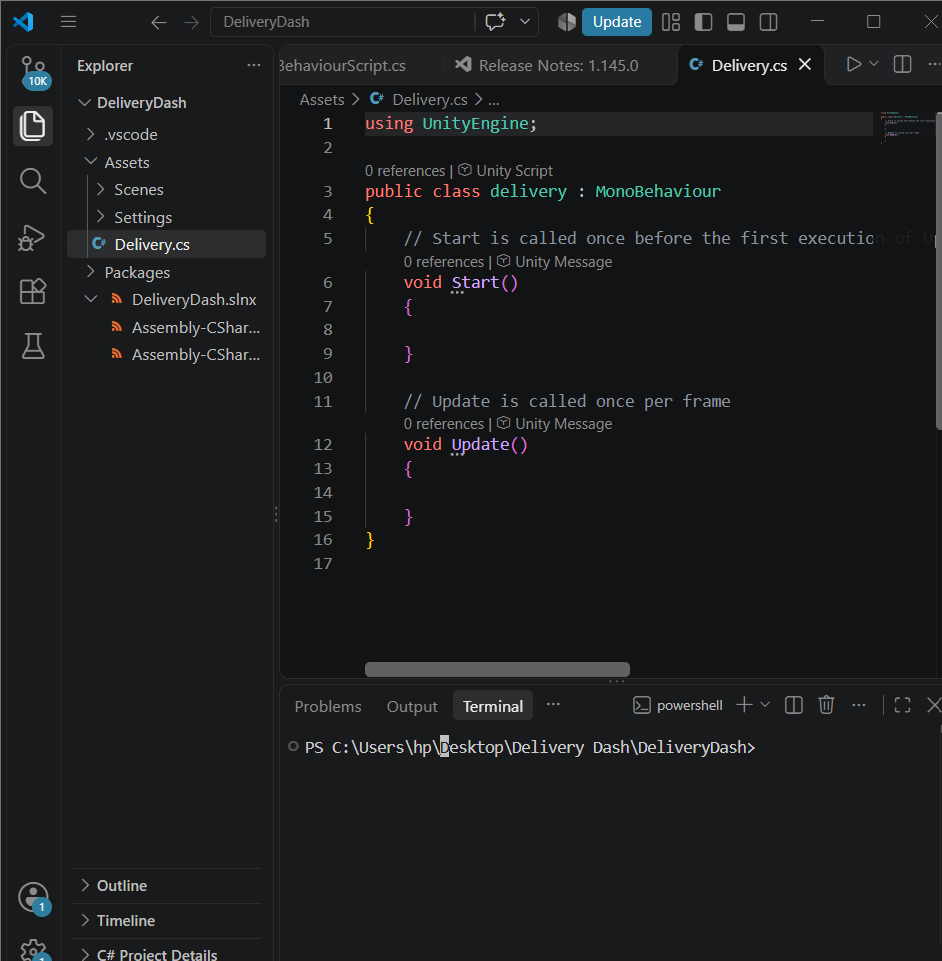 DeliveryDash
Update
10K
Explorer
DeliveryDash
.vscode
Assets
Scenes
Settings
C# Delivery.cs
Packages
DeliveryDash.slnx
Assembly-CShar...
Assembly-CShar...
Outline
Timeline
C# Project Details
1
1
BehaviourScript.cs
Release Notes: 1.145.0
C# Delivery.cs
Assets > C# Delivery.cs > ...
1 using UnityEngine;
2
0 references | Unity Script
3 public class delivery : MonoBehaviour
4 {
5 // Start is called once before the first execution of Up
0 references | Unity Message
6 void Start()
7 {
8
9 }
10
11 // Update is called once per frame
0 references | Unity Message
12 void Update()
13 {
14
15 }
16 }
17
Problems Output Terminal ... powershell
PS C:\Users\hp\Desktop\Delivery Dash\DeliveryDash>